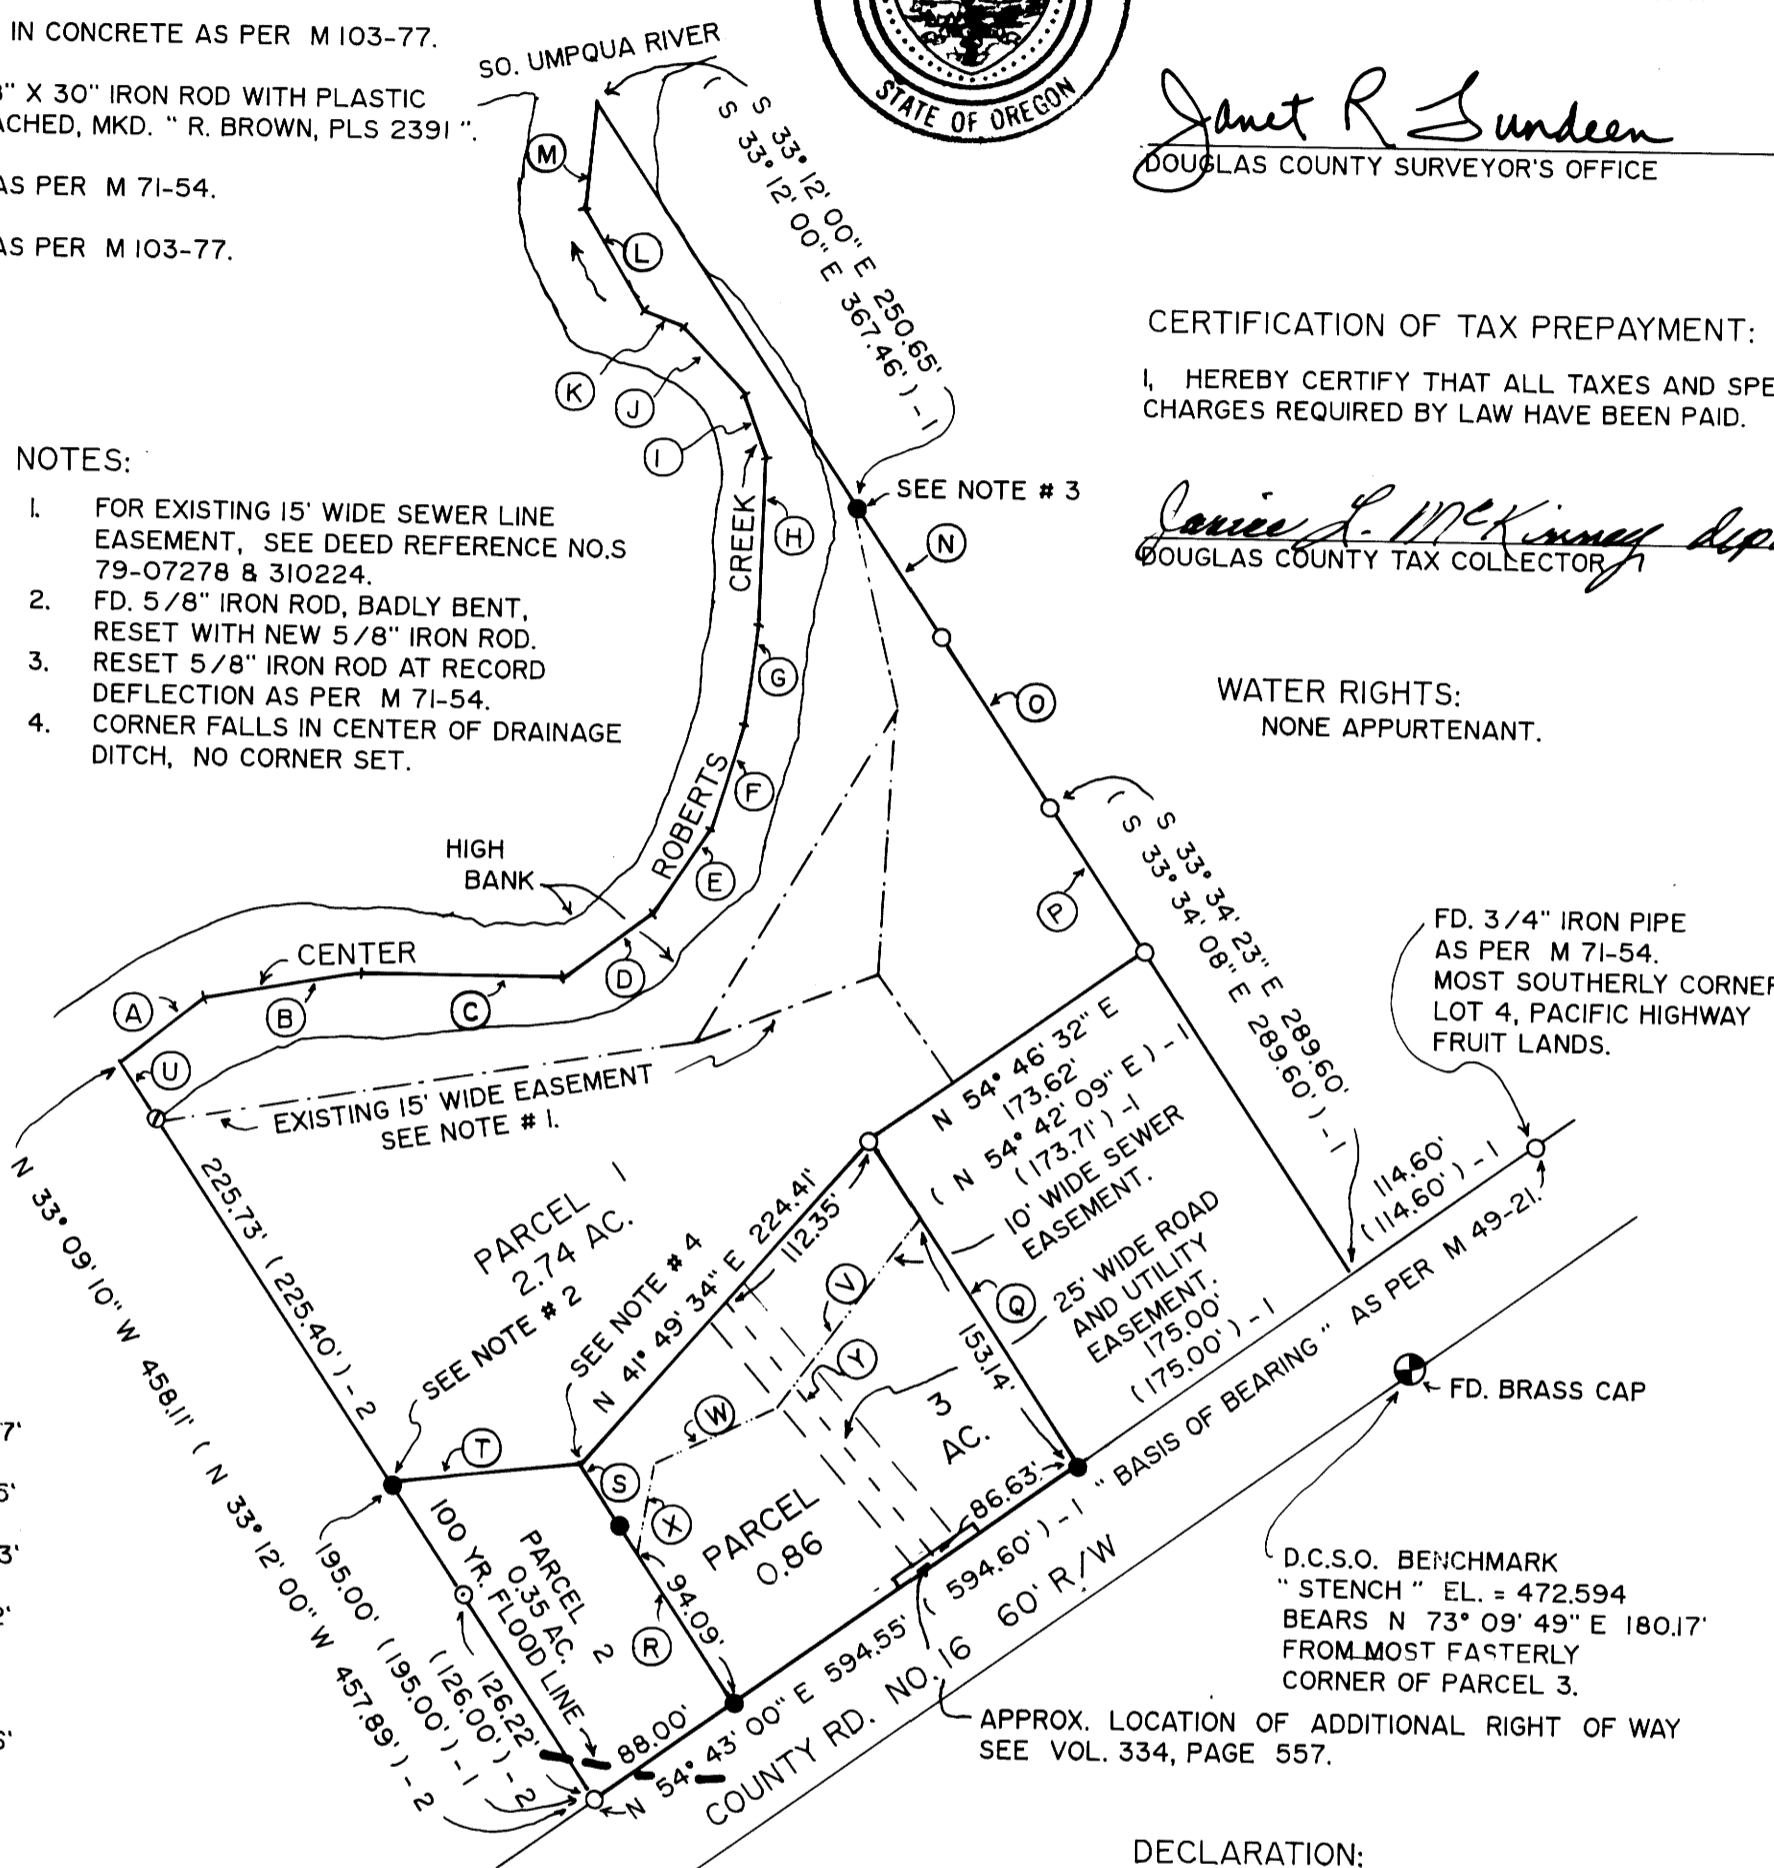 IN CONCRETE AS PER M 103-77.
" X 30" IRON ROD WITH PLASTIC
ACHED, MKD. " R. BROWN, PLS 2391 ".
AS PER M 71-54.
AS PER M 103-77.
SO. UMPQUA RIVER
STATE OF OREGON
Janet R Lundeen
DOUGLAS COUNTY SURVEYOR'S OFFICE
S 33° 12' 00" E 250.65'
( S 33° 12' 00" E 367.46' ) - 1
CERTIFICATION OF TAX PREPAYMENT:
I, HEREBY CERTIFY THAT ALL TAXES AND SPE
CHARGES REQUIRED BY LAW HAVE BEEN PAID.
Janice L. McKinney dep
DOUGLAS COUNTY TAX COLLECTOR
WATER RIGHTS:
NONE APPURTENANT.
NOTES:
1. FOR EXISTING 15' WIDE SEWER LINE
EASEMENT, SEE DEED REFERENCE NO.S
79-07278 & 310224.
2. FD. 5/8" IRON ROD, BADLY BENT,
RESET WITH NEW 5/8" IRON ROD.
3. RESET 5/8" IRON ROD AT RECORD
DEFLECTION AS PER M 71-54.
4. CORNER FALLS IN CENTER OF DRAINAGE
DITCH, NO CORNER SET.
M
L
K
J
I
H
G
F
E
D
C
B
A
U
SEE NOTE # 3
N
O
P
CENTER
ROBERTS
CREEK
HIGH
BANK
S 33° 34' 23" E 289.60'
( S 33° 34' 08" E 289.60' ) - 1
FD. 3/4" IRON PIPE
AS PER M 71-54.
MOST SOUTHERLY CORNER
LOT 4, PACIFIC HIGHWAY
FRUIT LANDS.
EXISTING 15' WIDE EASEMENT
SEE NOTE # 1.
N 54° 46' 32" E
173.62'
( N 54° 42' 09" E ) - 1
(173.71') -1
10' WIDE SEWER
EASEMENT.
25' WIDE ROAD
AND UTILITY
EASEMENT.
175.00'
(175.00') - 1
114.60'
(114.60') - 1
225.73' ( 225.40' ) - 2
N 33° 09' 10" W 458.11' ( N 33° 12' 00" W 457.89' ) - 2
PARCEL 1
2.74 AC.
SEE NOTE # 2
SEE NOTE # 4
N 41° 49' 34" E 224.41'
112.35'
V
Q
Y
W
T
S
X
R
153.14'
PARCEL 3
0.86 AC.
86.63'
94.09'
PARCEL 2
0.35 AC.
100 YR. FLOOD LINE
195.00' ( 195.00' ) - 1
126.22'
( 126.00' ) - 2
88.00'
N 54° 43' 00" E 594.55' ( 594.60' ) - 1 " BASIS OF BEARING " AS PER M 49-21.
COUNTY RD. NO. 16 60' R/W
FD. BRASS CAP
D.C.S.O. BENCHMARK
" STENCH " EL. = 472.594
BEARS N 73° 09' 49" E 180.17'
FROM MOST EASTERLY
CORNER OF PARCEL 3.
APPROX. LOCATION OF ADDITIONAL RIGHT OF WAY
SEE VOL. 334, PAGE 557.
7'
5'
3'
DECLARATION: